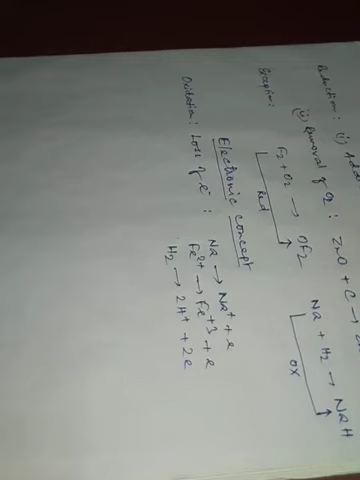 Reduction: (i) Addi
(ii) Removal of O2 : ZnO + C →
Exception: F2 + O2 → OF2    Na + H2 → NaH
Red    OX
Electronic concept
Oxidation: Loss of e⁻ : Na → Na⁺ + e
Fe²⁺ → Fe⁺³ + e
H2 → 2H⁺ + 2e